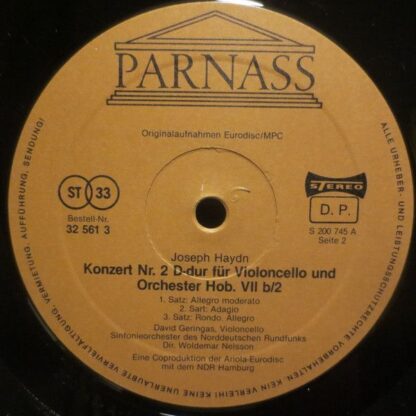 PARNASS
Originalaufnahmen Eurodisc/MPC
ST 33
Bestell-Nr.
32 561 3
STEREO
D. P.
S 200 745 A
Seite 2
Joseph Haydn
Konzert Nr. 2 D-dur für Violoncello und
Orchester Hob. VII b/2
1. Satz: Allegro moderato
2. Sart: Adagio
3. Satz: Rondo. Allegro
David Geringas, Violoncello
Sinfonieorchester des Norddeutschen Rundfunks
Dir. Woldemar Nelsson
Eine Coproduktion der Ariola-Eurodisc
mit dem NDR Hamburg
ALLE URHEBER- UND LEISTUNGSSCHUTZRECHTE VORBEHALTEN. KEIN VERLEIH! KEINE UNERLAUBTE VERVIELFÄLTIGUNG, VERMIETUNG, AUFFÜHRUNG, SENDUNG!